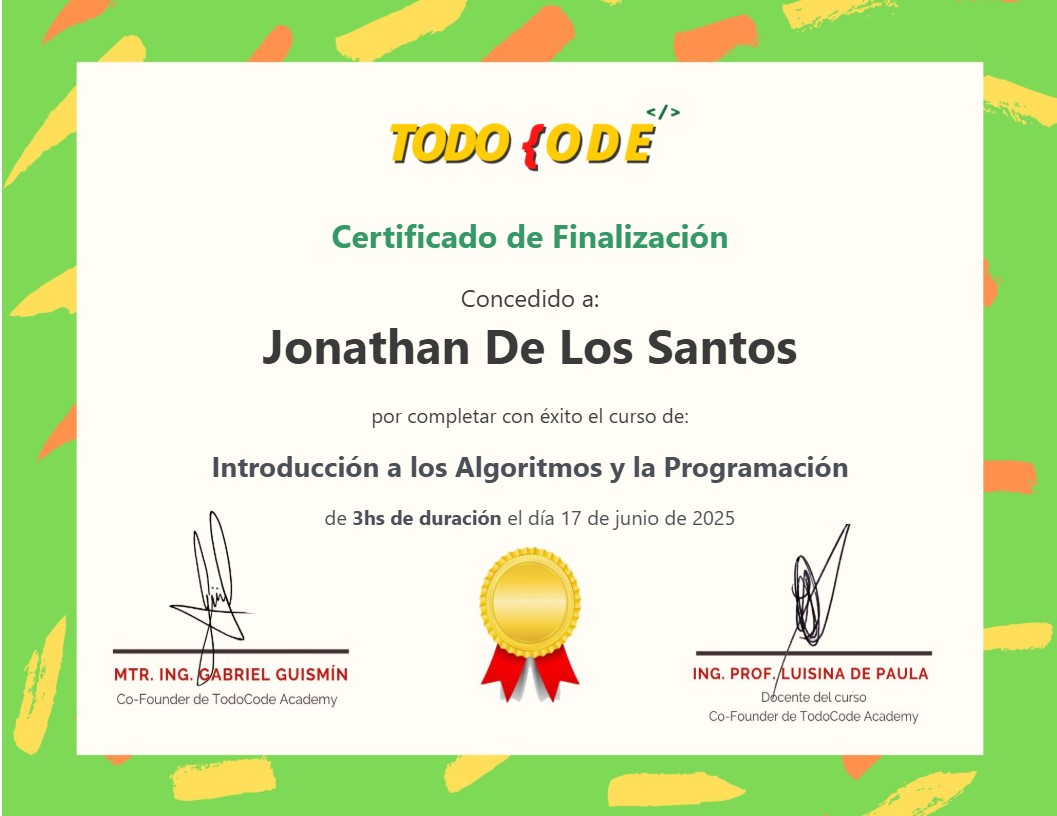 </>
TODO {ODE
Certificado de Finalización
Concedido a:
Jonathan De Los Santos
por completar con éxito el curso de:
Introducción a los Algoritmos y la Programación
de 3hs de duración el día 17 de junio de 2025
MTR. ING. GABRIEL GUISMÍN
Co-Founder de TodoCode Academy
ING. PROF. LUISINA DE PAULA
Docente del curso
Co-Founder de TodoCode Academy